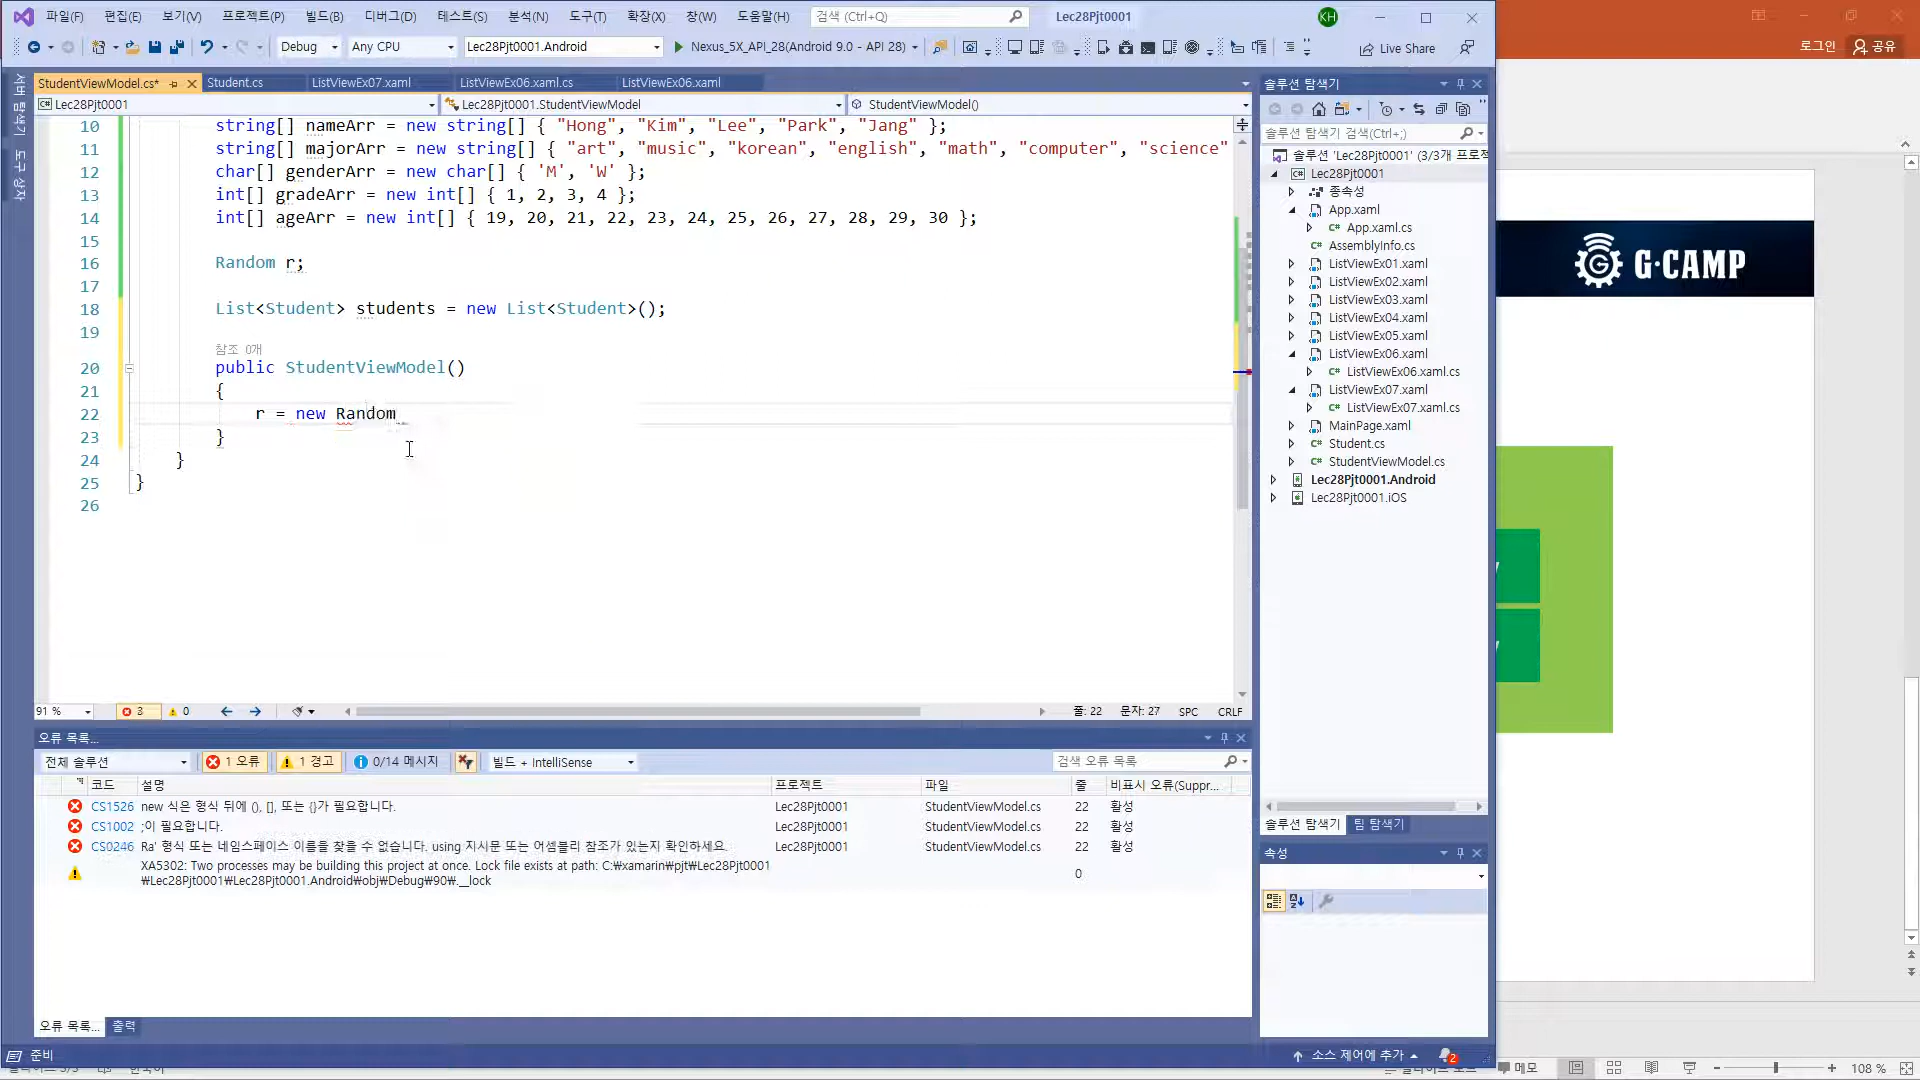 파일(F) 편집(E) 보기(V) 프로젝트(P) 빌드(B) 디버그(D) 테스트(S) 분석(N) 도구(T) 확장(X) 창(W) 도움말(H) 검색 (Ctrl+Q) Lec28Pjt0001 KH
Debug Any CPU Lec28Pjt0001.Android Nexus_5X_API_28(Android 9.0 - API 28) Live Share
로그인 공유
서버 탐색기 도구 상자
StudentViewModel.cs* Student.cs ListViewEx07.xaml ListViewEx06.xaml.cs ListViewEx06.xaml
Lec28Pjt0001 Lec28Pjt0001.StudentViewModel StudentViewModel()
10 string[] nameArr = new string[] { "Hong", "Kim", "Lee", "Park", "Jang" };
11 string[] majorArr = new string[] { "art", "music", "korean", "english", "math", "computer", "science"
12 char[] genderArr = new char[] { 'M', 'W' };
13 int[] gradeArr = new int[] { 1, 2, 3, 4 };
14 int[] ageArr = new int[] { 19, 20, 21, 22, 23, 24, 25, 26, 27, 28, 29, 30 };
15
16 Random r;
17
18 List<Student> students = new List<Student>();
19
참조 0개
20 public StudentViewModel()
21 {
22 r = new Random
23 }
24 }
25 }
26
91 % 0 줄: 22 문자: 27 SPC CRLF
오류 목록...
전체 솔루션 1 오류 1 경고 0/14 메시지 빌드 + IntelliSense 검색 오류 목록
코드 설명 프로젝트 파일 줄 비표시 오류(Suppr...
CS1526 new 식은 형식 뒤에 (), [], 또는 {}가 필요합니다. Lec28Pjt0001 StudentViewModel.cs 22 활성
CS1002 ;이 필요합니다. Lec28Pjt0001 StudentViewModel.cs 22 활성
CS0246 Ra' 형식 또는 네임스페이스 이름을 찾을 수 없습니다. using 지시문 또는 어셈블리 참조가 있는지 확인하세요. Lec28Pjt0001 StudentViewModel.cs 22 활성
XA5302: Two processes may be building this project at once. Lock file exists at path: C:₩xamarin₩pjt₩Lec28Pjt0001
₩Lec28Pjt0001₩Lec28Pjt0001.Android₩obj₩Debug₩90₩.__lock 0
오류 목록... 출력
준비 소스 제어에 추가 2
솔루션 탐색기
솔루션 탐색기 검색(Ctrl+;)
솔루션 'Lec28Pjt0001' (3/3개 프로젝
Lec28Pjt0001
종속성
App.xaml
App.xaml.cs
AssemblyInfo.cs
ListViewEx01.xaml
ListViewEx02.xaml
ListViewEx03.xaml
ListViewEx04.xaml
ListViewEx05.xaml
ListViewEx06.xaml
ListViewEx06.xaml.cs
ListViewEx07.xaml
ListViewEx07.xaml.cs
MainPage.xaml
Student.cs
StudentViewModel.cs
Lec28Pjt0001.Android
Lec28Pjt0001.iOS
솔루션 탐색기 팀 탐색기
속성
G·CAMP
메모 108 %